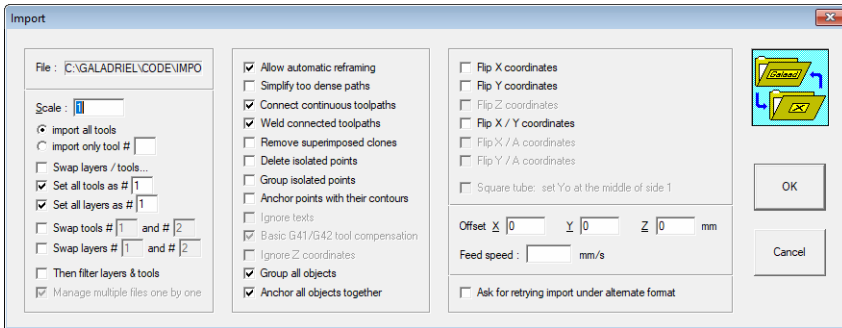 Import
File : C:\GALADRIEL\CODE\IMPO
Scale : 1
import all tools
import only tool #
Swap layers / tools...
Set all tools as # 1
Set all layers as # 1
Swap tools # 1 and # 2
Swap layers # 1 and # 2
Then filter layers & tools
Manage multiple files one by one
Allow automatic reframing
Simplify too dense paths
Connect continuous toolpaths
Weld connected toolpaths
Remove superimposed clones
Delete isolated points
Group isolated points
Anchor points with their contours
Ignore texts
Basic G41/G42 tool compensation
Ignore Z coordinates
Group all objects
Anchor all objects together
Flip X coordinates
Flip Y coordinates
Flip Z coordinates
Flip X / Y coordinates
Flip X / A coordinates
Flip Y / A coordinates
Square tube: set Yo at the middle of side 1
Offset X 0 Y 0 Z 0 mm
Feed speed : mm/s
Ask for retrying import under alternate format
Galaad
X
OK
Cancel